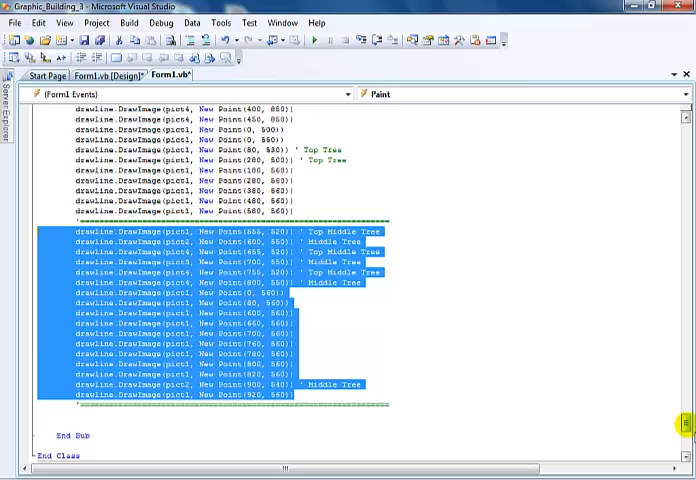 Graphic_Building_3 - Microsoft Visual Studio
File Edit View Project Build Debug Data Tools Test Window Help
Start Page Form1.vb [Design]* Form1.vb*
(Form1 Events) Paint
Server Explorer
drawline.DrawImage(pict4, New Point(400, 850))
drawline.DrawImage(pict4, New Point(450, 850))
drawline.DrawImage(pict1, New Point(0, 500))
drawline.DrawImage(pict1, New Point(0, 550))
drawline.DrawImage(pict1, New Point(80, 530)) ' Top Tree
drawline.DrawImage(pict1, New Point(280, 500)) ' Top Tree
drawline.DrawImage(pict1, New Point(180, 560))
drawline.DrawImage(pict1, New Point(280, 560))
drawline.DrawImage(pict1, New Point(380, 560))
drawline.DrawImage(pict1, New Point(480, 560))
drawline.DrawImage(pict1, New Point(580, 560))
drawline.DrawImage(pict1, New Point(555, 520)) ' Top Middle Tree
drawline.DrawImage(pict2, New Point(600, 550)) ' Middle Tree
drawline.DrawImage(pict4, New Point(655, 520)) ' Top Middle Tree
drawline.DrawImage(pict3, New Point(700, 550)) ' Middle Tree
drawline.DrawImage(pict4, New Point(755, 520)) ' Top Middle Tree
drawline.DrawImage(pict4, New Point(800, 550)) ' Middle Tree
drawline.DrawImage(pict1, New Point(0, 560))
drawline.DrawImage(pict1, New Point(80, 560))
drawline.DrawImage(pict1, New Point(600, 560))
drawline.DrawImage(pict1, New Point(660, 560))
drawline.DrawImage(pict1, New Point(700, 560))
drawline.DrawImage(pict1, New Point(760, 560))
drawline.DrawImage(pict1, New Point(780, 560))
drawline.DrawImage(pict1, New Point(800, 560))
drawline.DrawImage(pict1, New Point(820, 560))
drawline.DrawImage(pict2, New Point(900, 540)) ' Middle Tree
drawline.DrawImage(pict1, New Point(920, 560))
End Sub
End Class